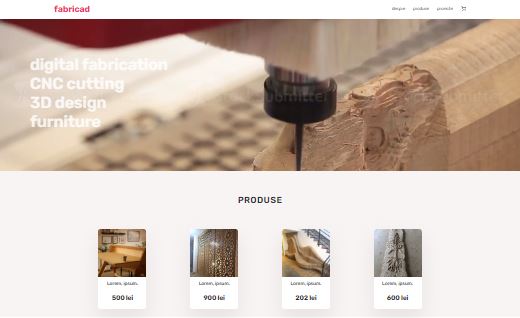 fabricad
despre produse proiecte
digital fabrication
CNC cutting
3D design
furniture
PRODUSE
Lorem, ipsum. Lorem, ipsum. Lorem, ipsum. Lorem, ipsum.
500 lei 900 lei 202 lei 600 lei